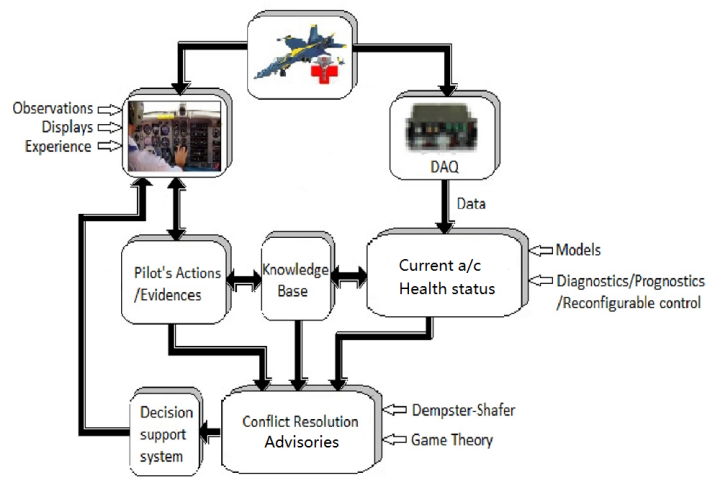 Observations
Displays
Experience
DAQ
Data
Pilot's Actions
/Evidences
Knowledge
Base
Current a/c
Health status
Models
Diagnostics/Prognostics
/Reconfigurable control
Decision
support
system
Conflict Resolution
Advisories
Dempster-Shafer
Game Theory